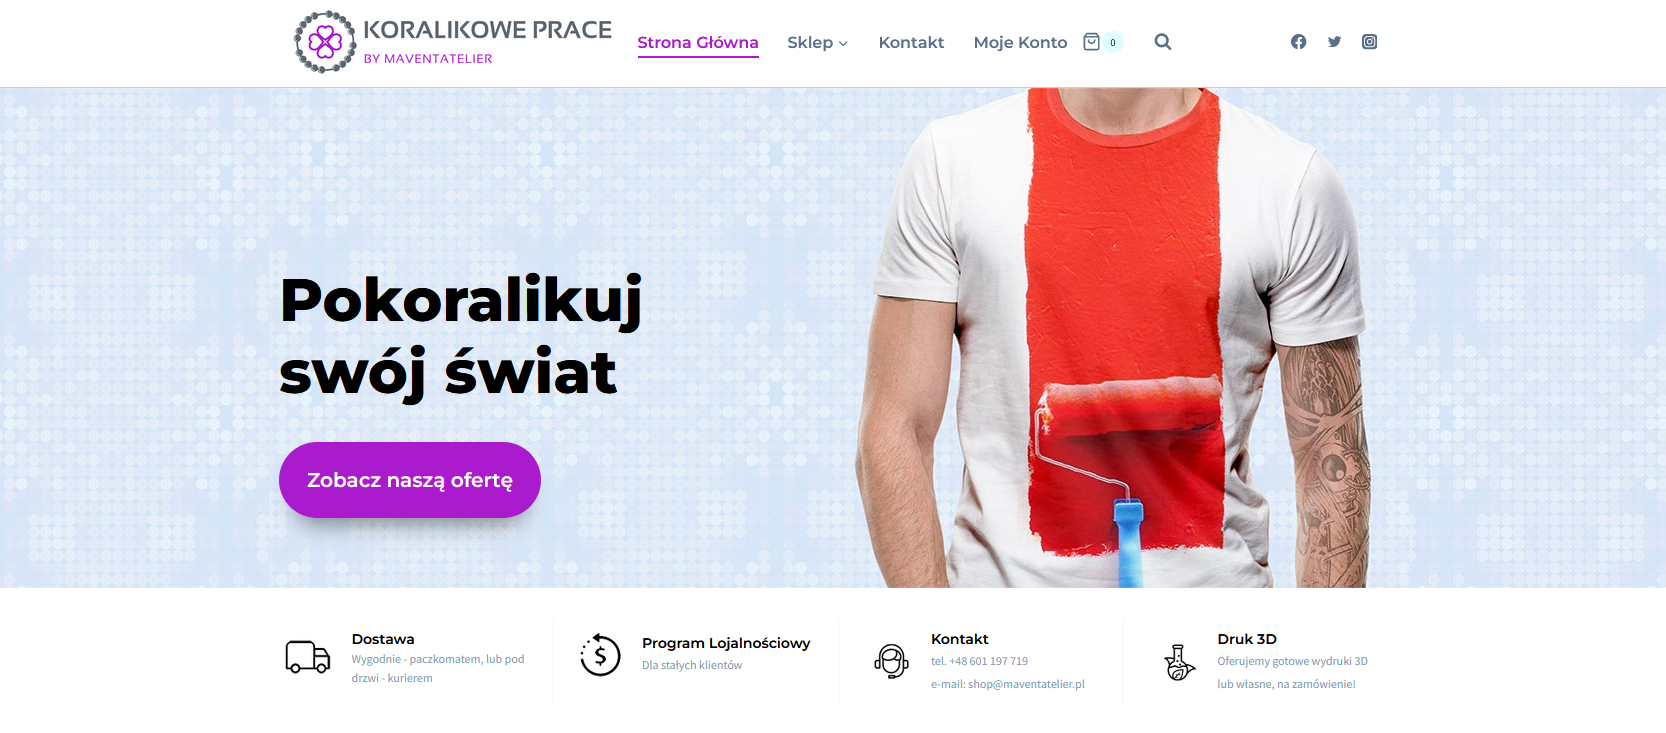 KORALIKOWE PRACE
BY MAVENTATELIER
Strona Główna
Sklep
Kontakt
Moje Konto
0
Pokoralikuj
swój świat
Zobacz naszą ofertę
Dostawa
Wygodnie - paczkomatem, lub pod
drzwi - kurierem
Program Lojalnościowy
Dla stałych klientów
Kontakt
tel. +48 601 197 719
e-mail: shop@maventatelier.pl
Druk 3D
Oferujemy gotowe wydruki 3D
lub własne, na zamówienie!